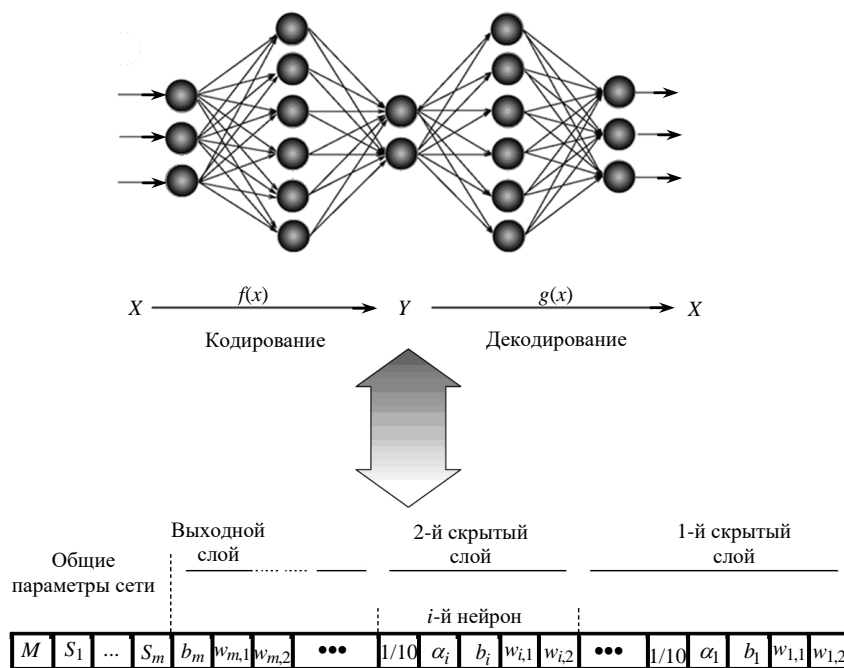 f(x) g(x)
X Y X
Кодирование Декодирование
Выходной слой
2-й скрытый слой
1-й скрытый слой
Общие параметры сети
i-й нейрон
M S1 ... Sm bm wm,1 wm,2 ••• 1/10 αi bi wi,1 wi,2 ••• 1/10 α1 b1 w1,1 w1,2